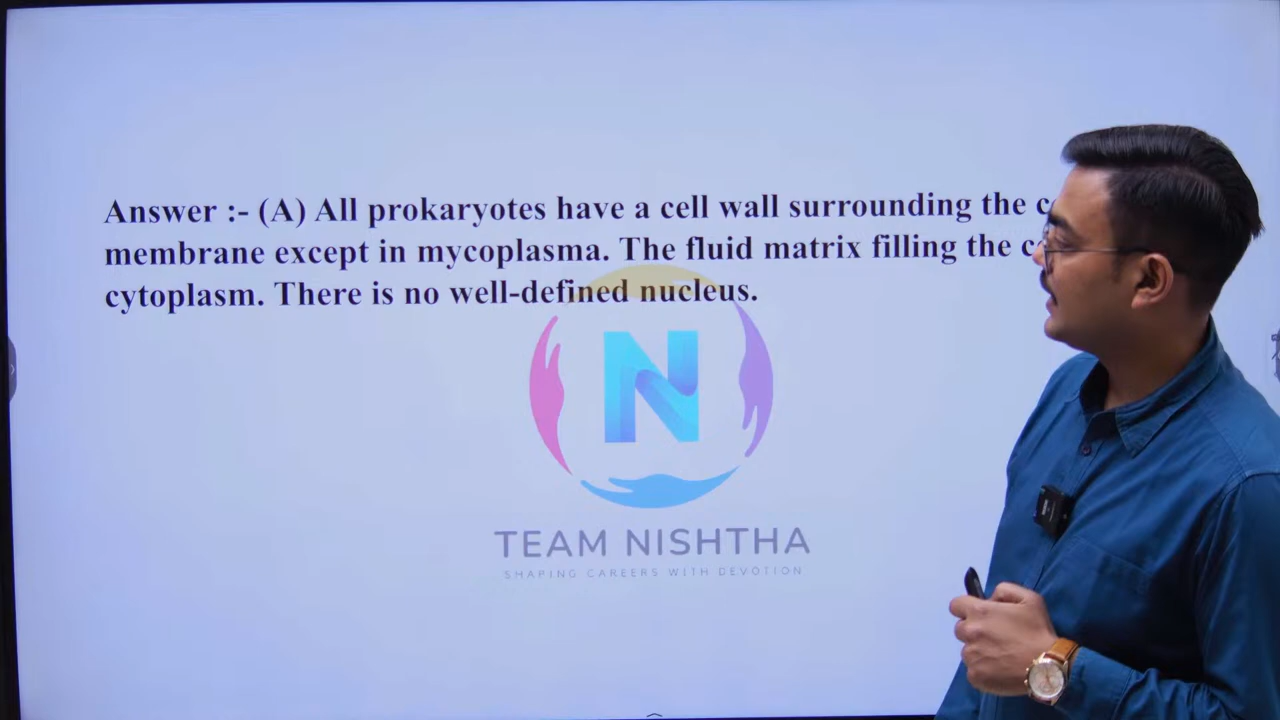 Answer :- (A) All prokaryotes have a cell wall surrounding the
membrane except in mycoplasma. The fluid matrix filling the
cytoplasm. There is no well-defined nucleus.
N
TEAM NISHTHA
SHAPING CAREERS WITH DEVOTION